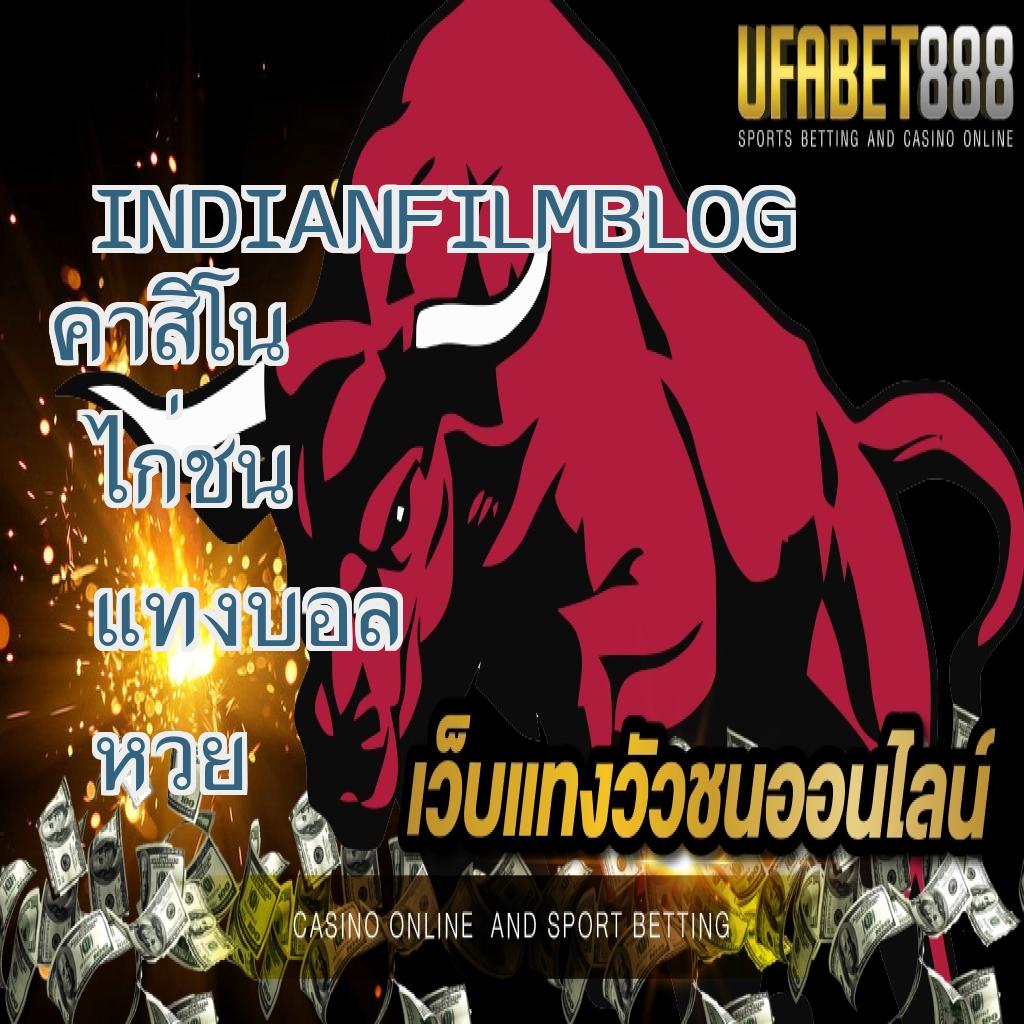 UFABET888
SPORTS BETTING AND CASINO ONLINE
INDIANFILMBLOG
คาสิโน
ไก่ชน
แทงบอล
หวย
เว็บแทงวัวชนออนไลน์
CASINO ONLINE AND SPORT BETTING